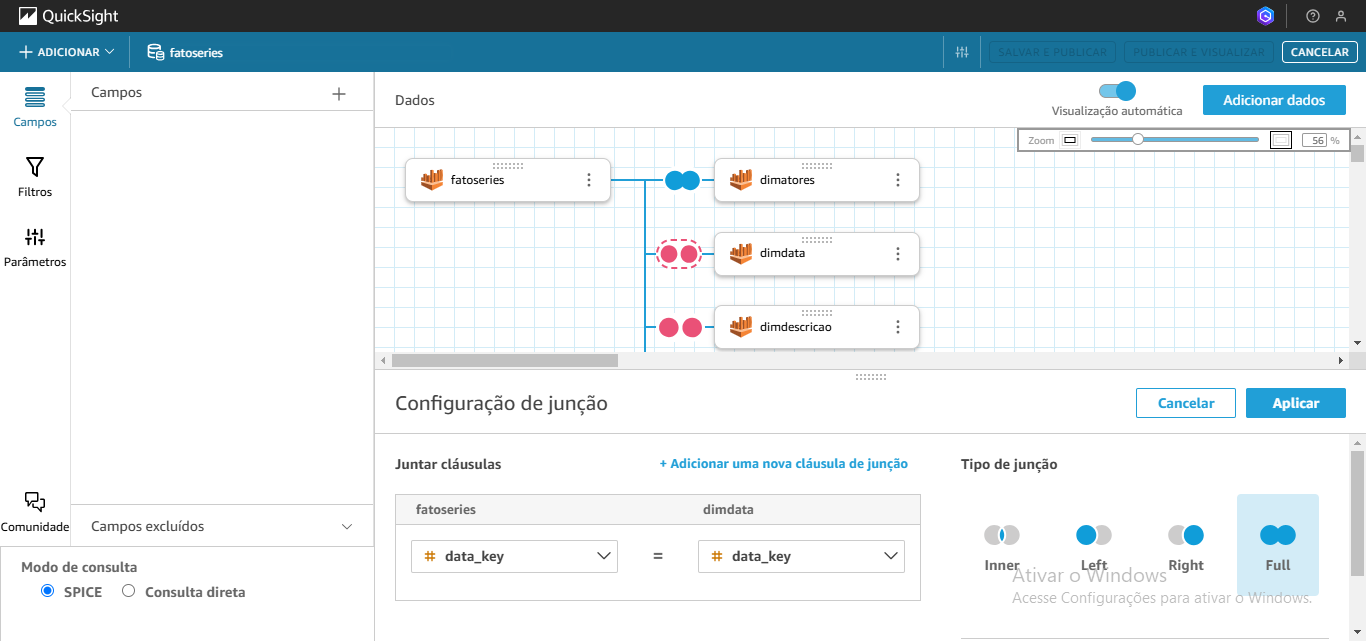 QuickSight
ADICIONAR
fatoseries
SALVAR E PUBLICAR
PUBLICAR E VISUALIZAR
CANCELAR
Campos
Filtros
Parâmetros
Comunidade
Campos
Campos excluídos
Modo de consulta
SPICE
Consulta direta
Dados
Visualização automática
Adicionar dados
Zoom
56 %
fatoseries
dimatores
dimdata
dimdescricao
Configuração de junção
Cancelar
Aplicar
Juntar cláusulas
+ Adicionar uma nova cláusula de junção
fatoseries
dimdata
# data_key
=
# data_key
Tipo de junção
Inner
Left
Right
Full
Ativar o Windows
Acesse Configurações para ativar o Windows.